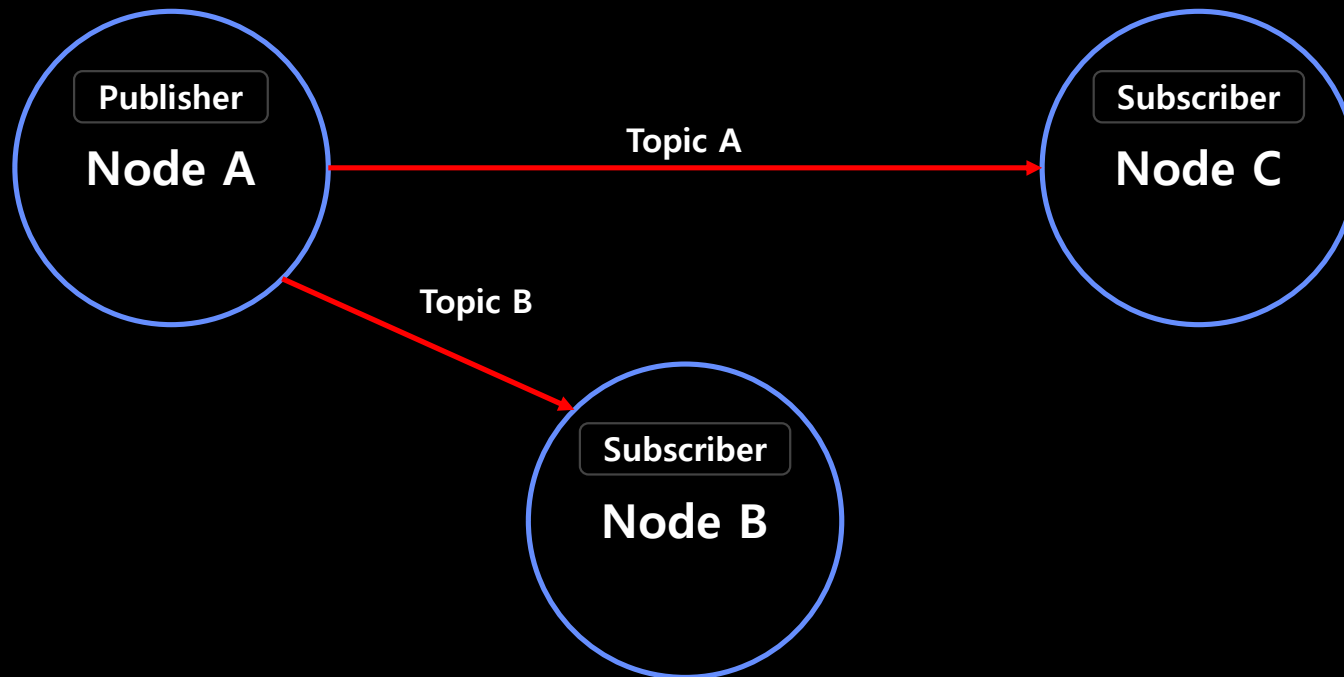 Publisher
Node A
Topic A
Subscriber
Node C
Topic B
Subscriber
Node B